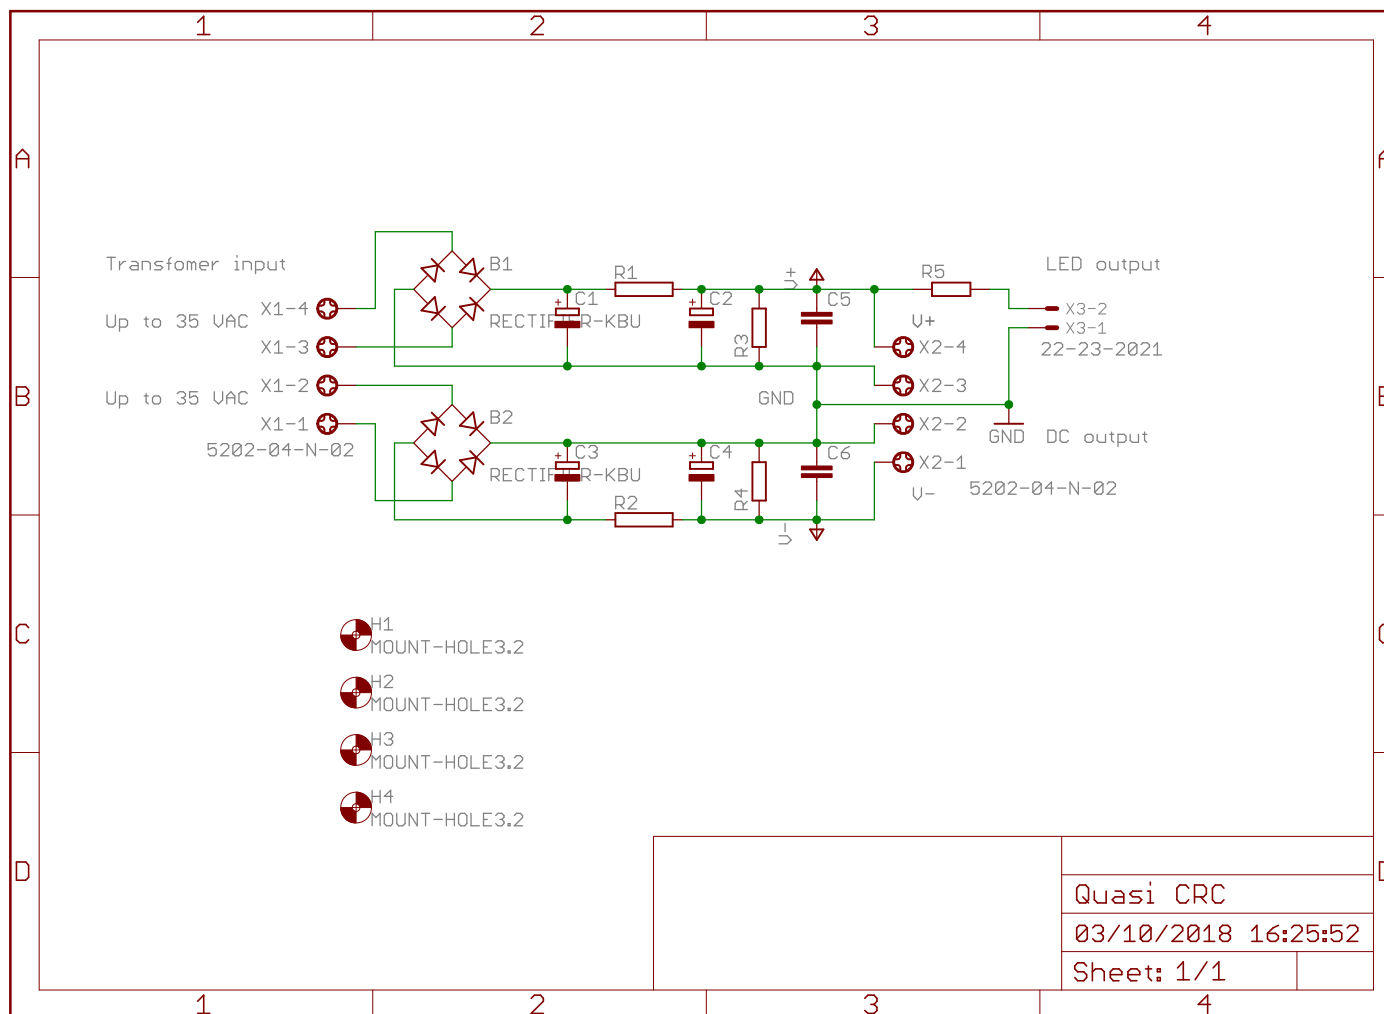 1 2 3 4
A A
Transfomer input
B1
R1
V+
R5
LED output
X1-4
C1
C2
C5
X3-2
Up to 35 VAC
RECTIFIER-KBU
V+
X3-1
X1-3
R3
X2-4
22-23-2021
X1-2
X2-3
B
Up to 35 VAC
GND
X1-1
B2
X2-2
GND
DC output
5202-04-N-02
C3
C4
C6
RECTIFIER-KBU
X2-1
R2
R4
V-
5202-04-N-02
V-
C
H1
MOUNT-HOLE3.2
H2
MOUNT-HOLE3.2
H3
MOUNT-HOLE3.2
H4
MOUNT-HOLE3.2
D
Quasi CRC
03/10/2018 16:25:52
Sheet: 1/1
1 2 3 4